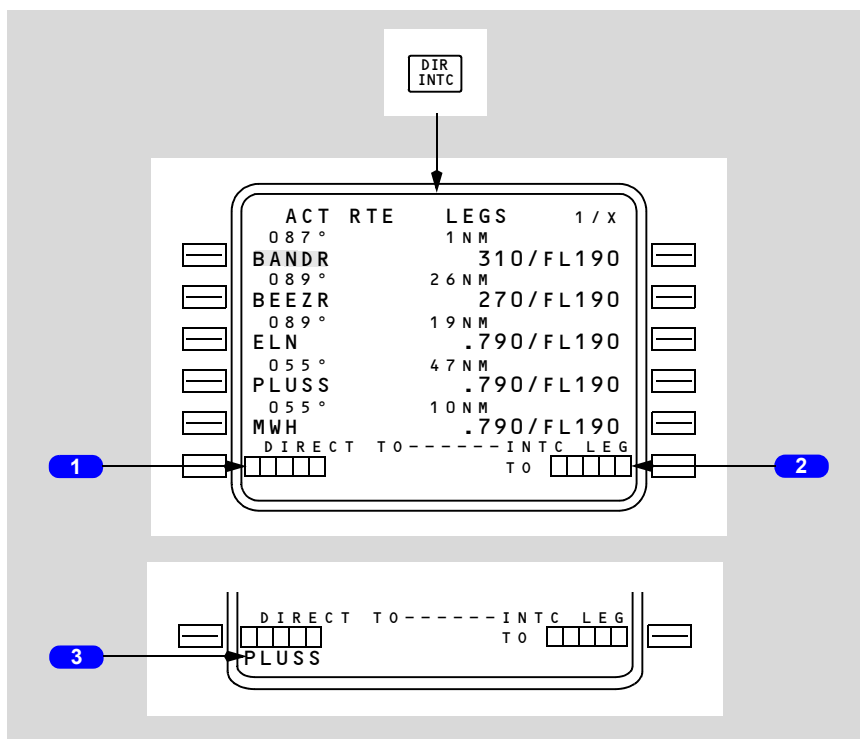 DIR
INTC
ACT RTE LEGS 1/X
087° 1NM
BANDR 310/FL190
089° 26NM
BEEZR 270/FL190
089° 19NM
ELN .790/FL190
055° 47NM
PLUSS .790/FL190
055° 10NM
MWH .790/FL190
DIRECT TO------INTC LEG
1 TO 2
DIRECT TO------INTC LEG
TO
3 PLUSS